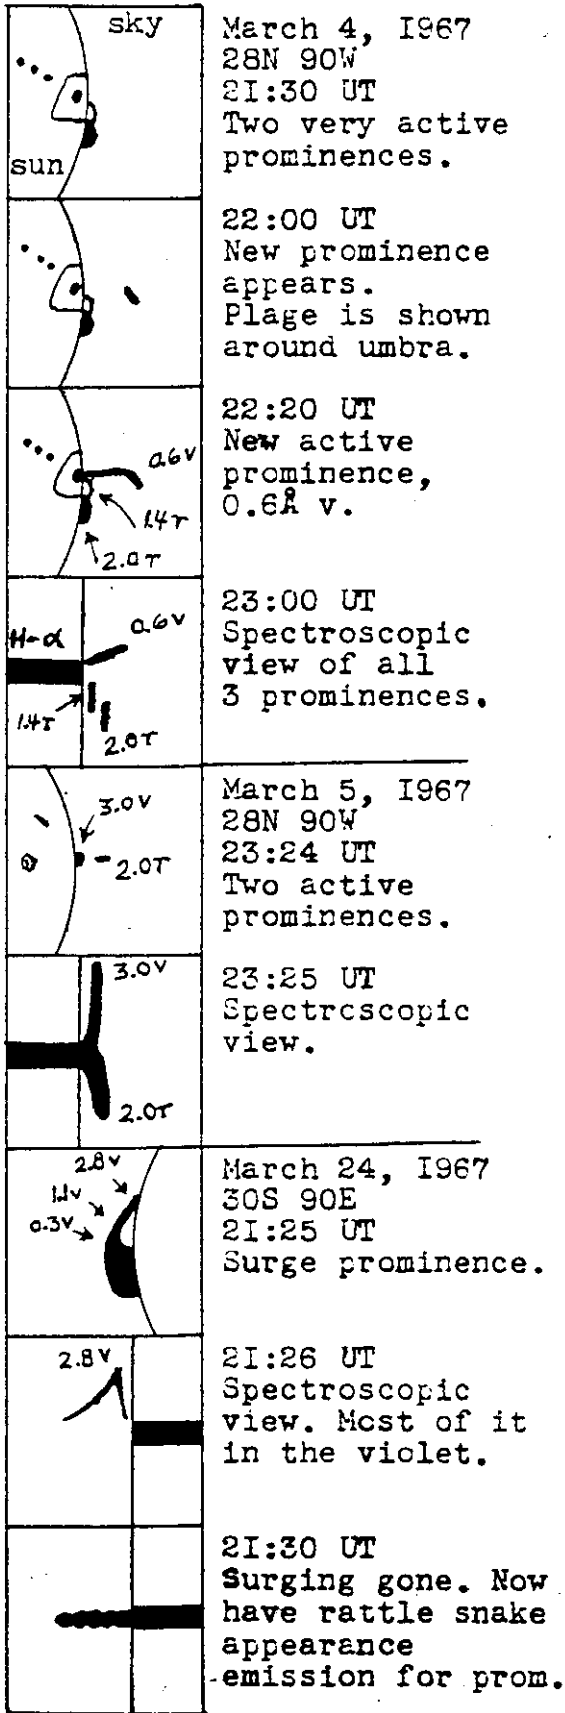 sky
sun
March 4, I967
28N 90W
2I:30 UT
Two very active
prominences.
22:00 UT
New prominence
appears.
Plage is shown
around umbra.
0.6V
1.4r
2.0r
22:20 UT
New active
prominence,
0.6Å v.
H-α
0.6V
1.4r
2.0r
23:00 UT
Spectroscopic
view of all
3 prominences.
3.0V
2.0r
March 5, I967
28N 90W
23:24 UT
Two active
prominences.
3.0V
2.0r
23:25 UT
Spectroscopic
view.
2.8V
1.1V
0.3V
March 24, I967
30S 90E
2I:25 UT
Surge prominence.
2.8V
2I:26 UT
Spectroscopic
view. Most of it
in the violet.
2I:30 UT
Surging gone. Now
have rattle snake
appearance
emission for prom.